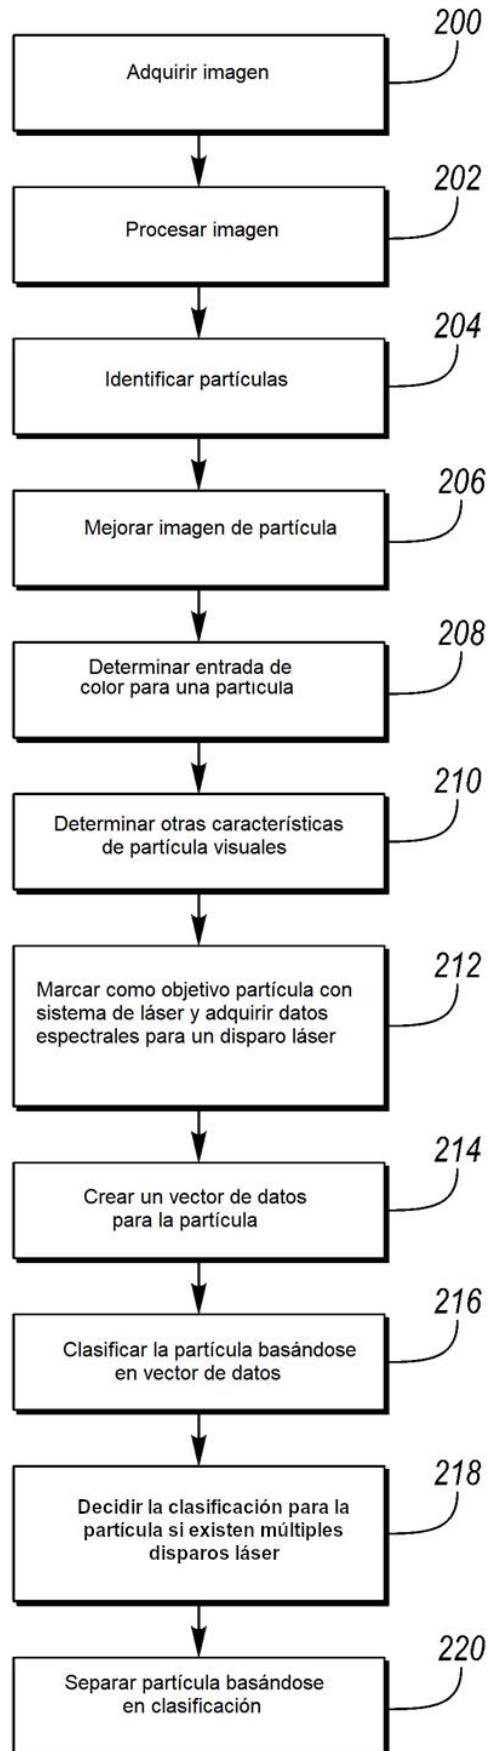 200
Adquirir imagen
202
Procesar imagen
204
Identificar partículas
206
Mejorar imagen de partícula
208
Determinar entrada de
color para una partícula
210
Determinar otras características
de partícula visuales
212
Marcar como objetivo partícula con
sistema de láser y adquirir datos
espectrales para un disparo láser
214
Crear un vector de datos
para la partícula
216
Clasificar la partícula basándose
en vector de datos
218
Decidir la clasificación para la
partícula si existen múltiples
disparos láser
220
Separar partícula basándose
en clasificación